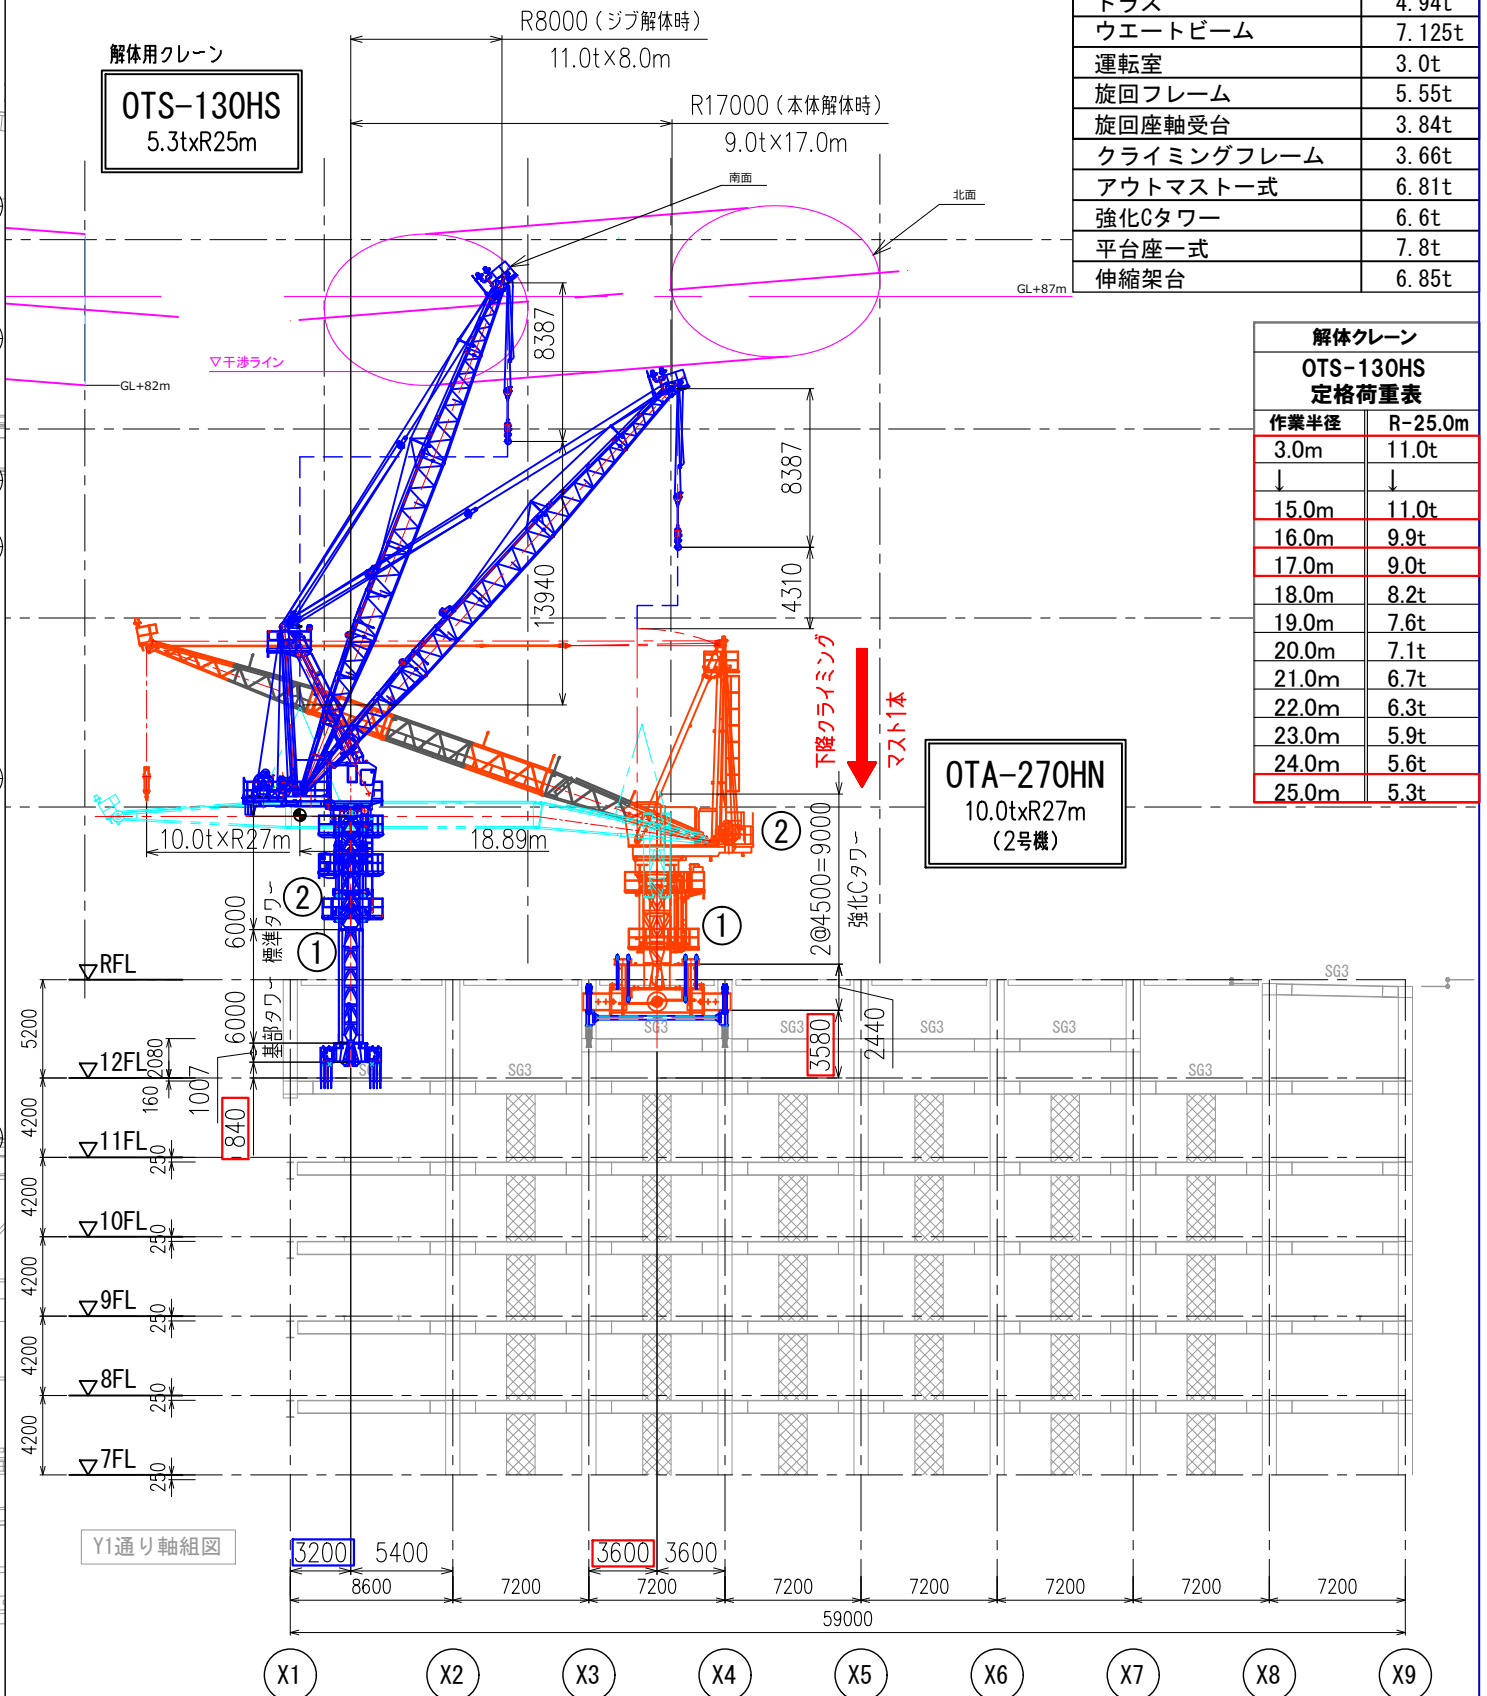 トラス 4.94t
ウエートビーム 7.125t
運転室 3.0t
旋回フレーム 5.55t
旋回座軸受台 3.84t
クライミングフレーム 3.66t
アウトマスト一式 6.81t
強化Cタワー 6.6t
平台座一式 7.8t
伸縮架台 6.85t
解体用クレーン
OTS-130HS
5.3txR25m
R8000（ジブ解体時）
11.0t×8.0m
R17000（本体解体時）
9.0t×17.0m
南面
北面
GL+87m
▽干渉ライン
GL+82m
8387
8387
13940
4310
解体クレーン
OTS-130HS
定格荷重表
作業半径 R-25.0m
3.0m 11.0t
↓ ↓
15.0m 11.0t
16.0m 9.9t
17.0m 9.0t
18.0m 8.2t
19.0m 7.6t
20.0m 7.1t
21.0m 6.7t
22.0m 6.3t
23.0m 5.9t
24.0m 5.6t
25.0m 5.3t
下降クライミング
マスト1本
OTA-270HN
10.0txR27m
(2号機)
10.0t×R27m
18.89m
②
①
②
①
2@4500=9000
強化Cタワー
6000
標準タワー
6000
基部タワー
2080
160
1007
840
3580
2440
RFL
5200
12FL
4200
11FL
250
4200
10FL
250
4200
9FL
250
4200
8FL
250
4200
7FL
250
SG3
SG3
SG3
SG3
SG3
SG3
SG3
Y1通り軸組図
3200 5400 3600 3600
8600 7200 7200 7200 7200 7200 7200 7200
59000
X1 X2 X3 X4 X5 X6 X7 X8 X9